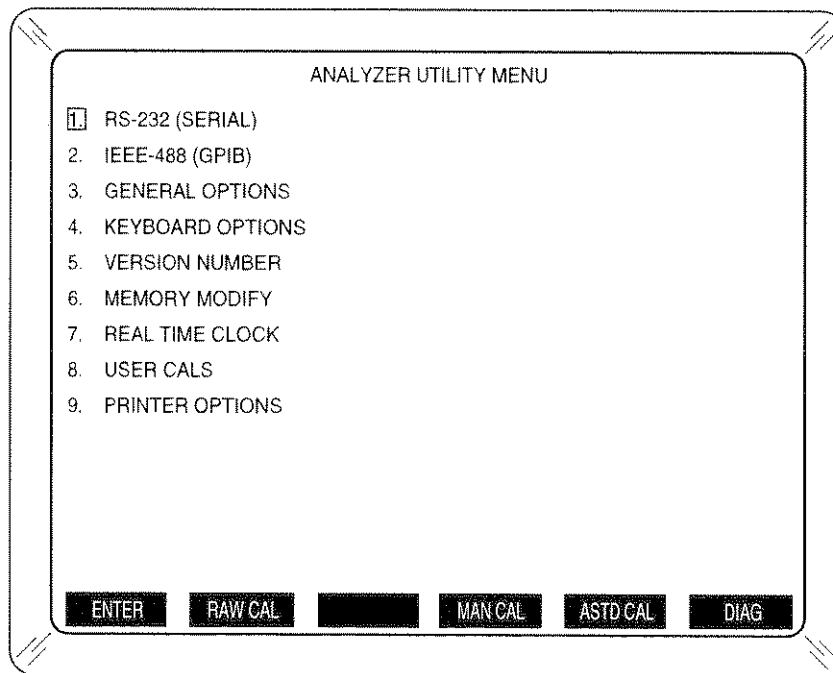 ANALYZER UTILITY MENU
1. RS-232 (SERIAL)
2. IEEE-488 (GPIB)
3. GENERAL OPTIONS
4. KEYBOARD OPTIONS
5. VERSION NUMBER
6. MEMORY MODIFY
7. REAL TIME CLOCK
8. USER CALS
9. PRINTER OPTIONS
ENTER RAW CAL MAN CAL ASTD CAL DIAG